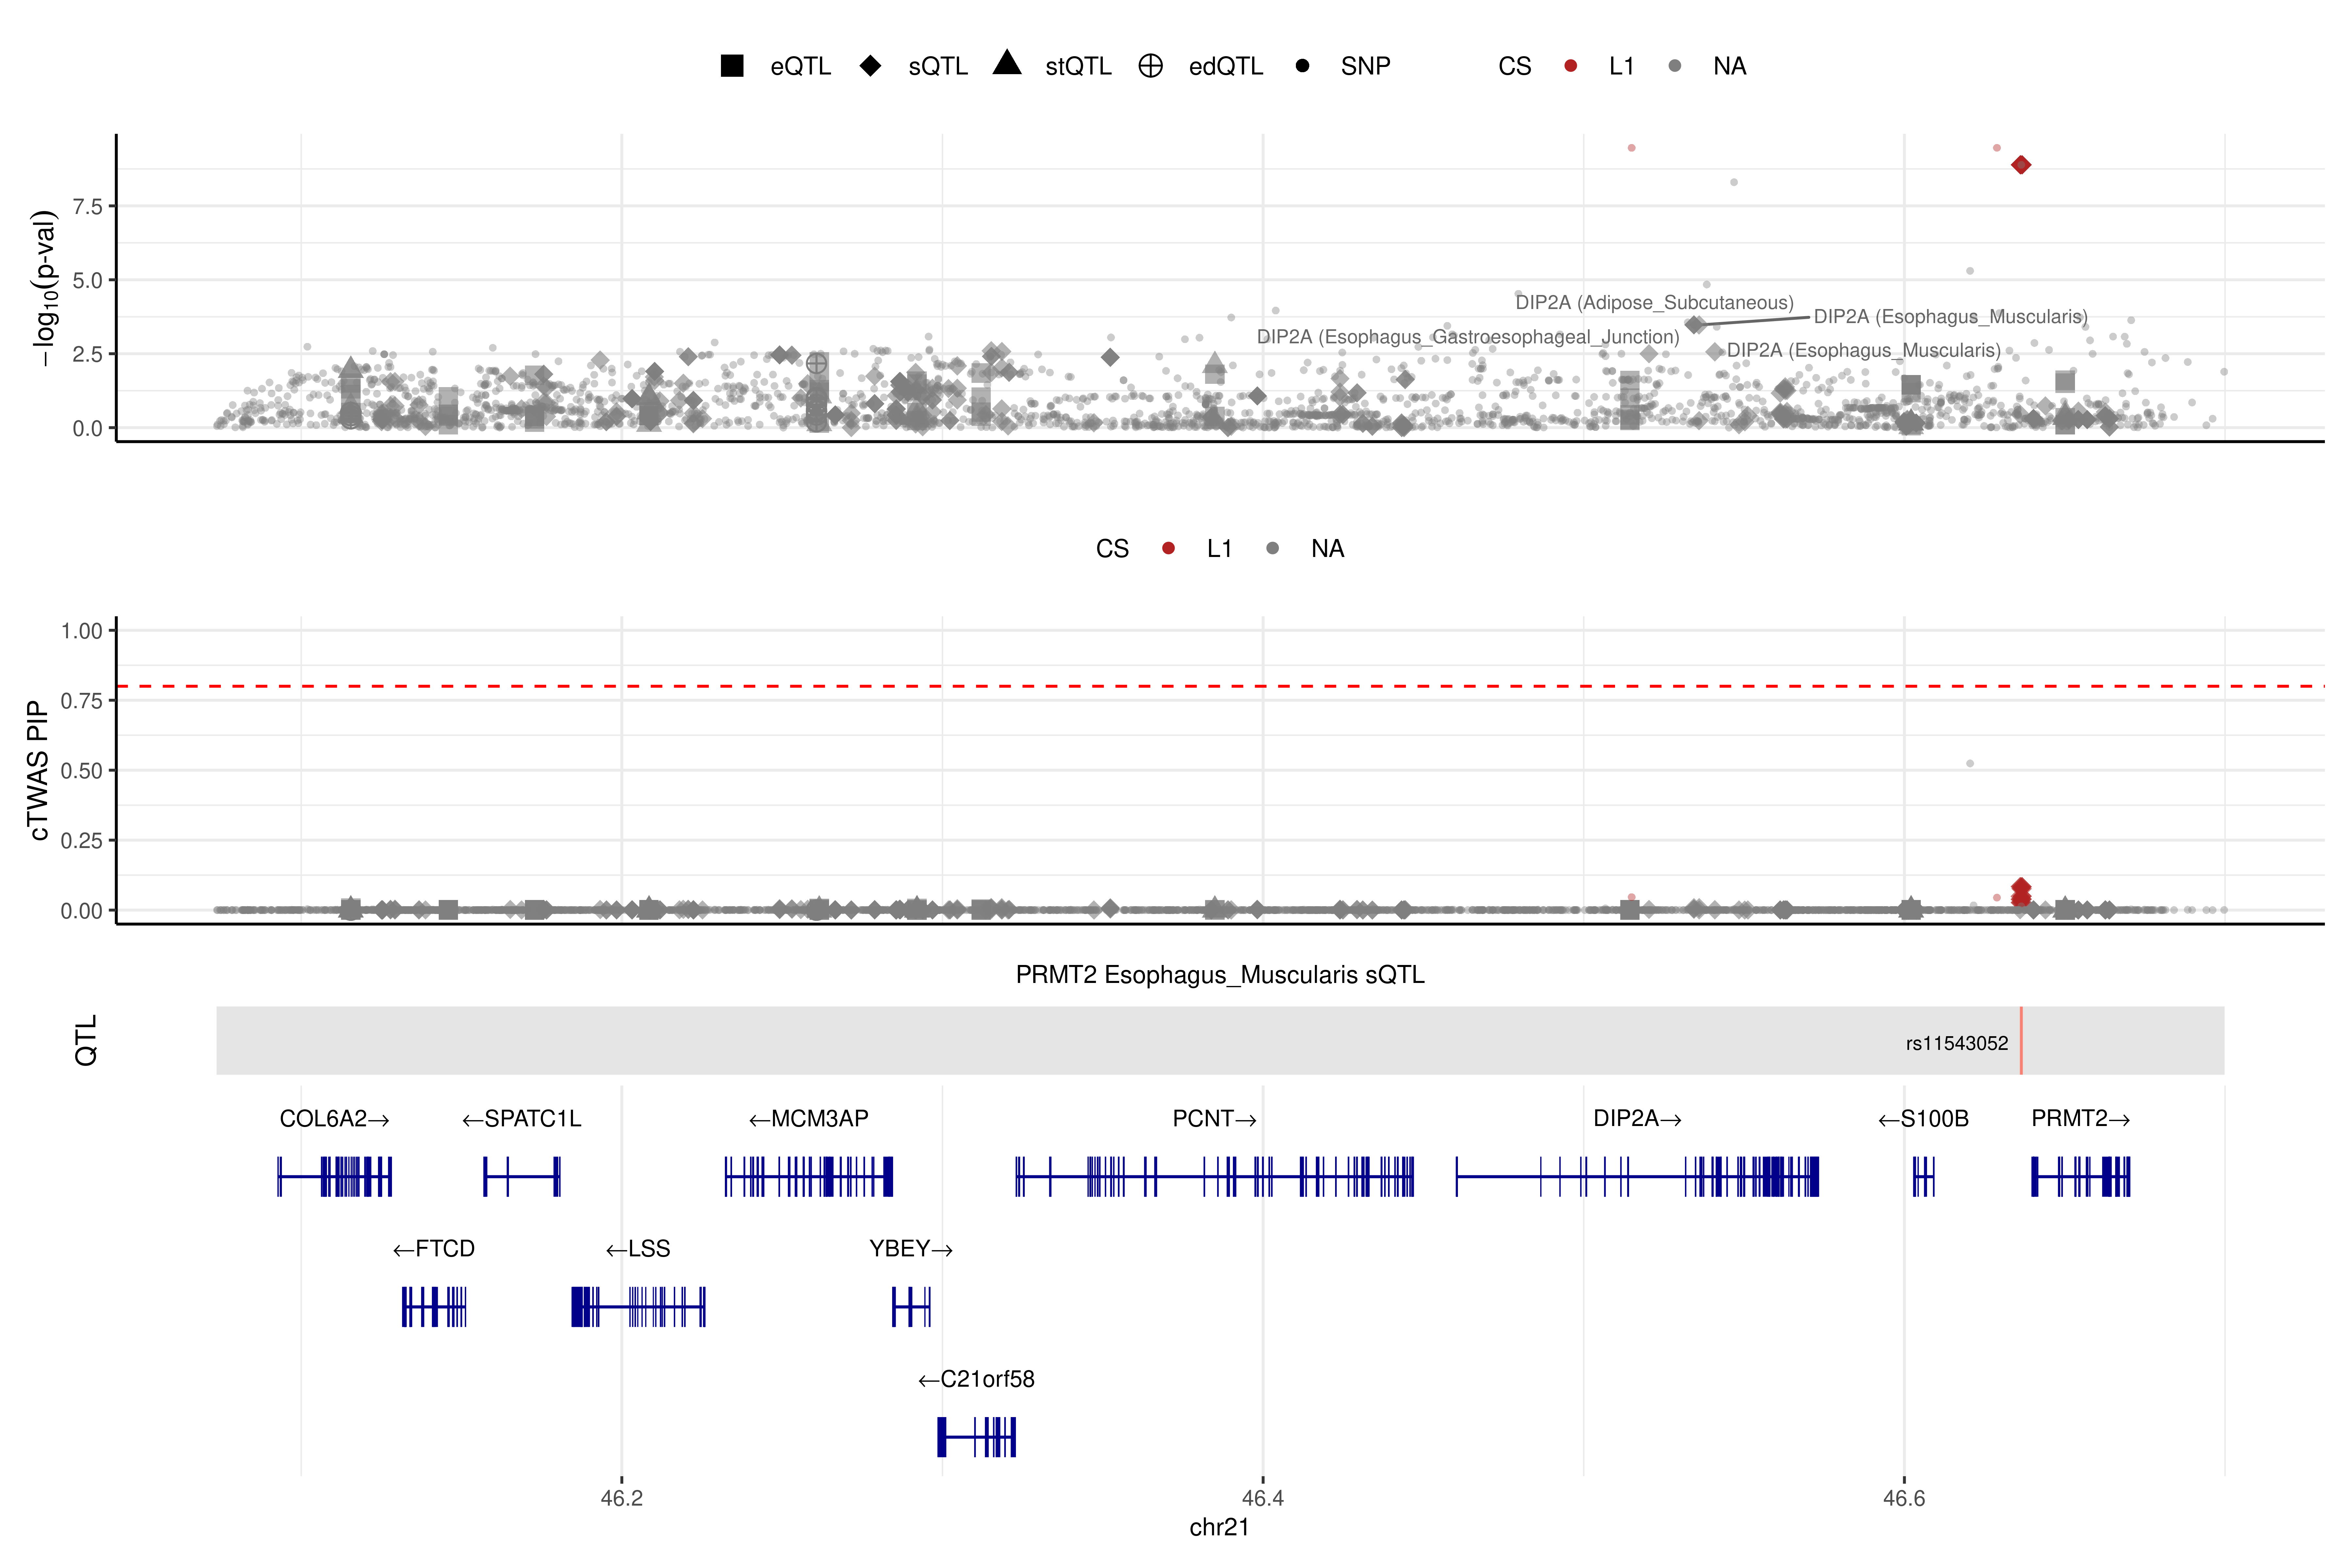 eQTL sQTL stQTL edQTL SNP CS L1 NA
−log10(p-val)
7.5
5.0
2.5
0.0
DIP2A (Adipose_Subcutaneous)
DIP2A (Esophagus_Muscularis)
DIP2A (Esophagus_Gastroesophageal_Junction)
DIP2A (Esophagus_Muscularis)
CS L1 NA
cTWAS PIP
1.00
0.75
0.50
0.25
0.00
PRMT2 Esophagus_Muscularis sQTL
QTL
rs11543052
COL6A2→ ←SPATC1L ←MCM3AP PCNT→ DIP2A→ ←S100B PRMT2→
←FTCD ←LSS YBEY→
←C21orf58
46.2 46.4 46.6
chr21